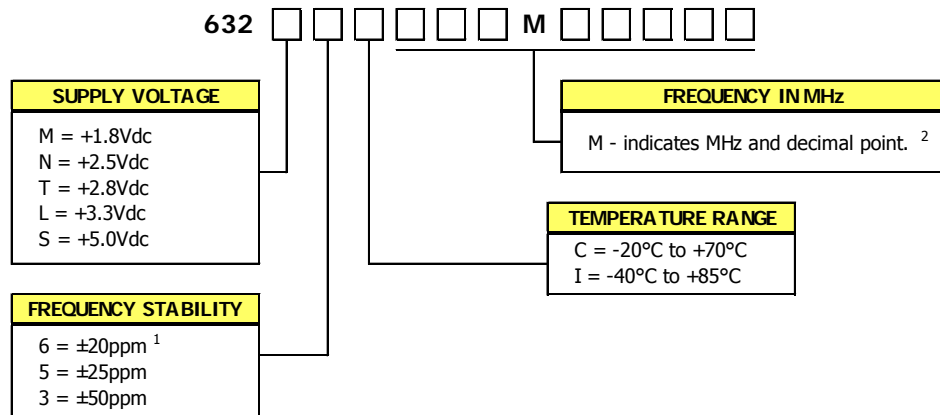 632 M
SUPPLY VOLTAGE
M = +1.8Vdc
N = +2.5Vdc
T = +2.8Vdc
L = +3.3Vdc
S = +5.0Vdc
FREQUENCY IN MHz
M - indicates MHz and decimal point. 2
TEMPERATURE RANGE
C = -20°C to +70°C
I = -40°C to +85°C
FREQUENCY STABILITY
6 = ±20ppm 1
5 = ±25ppm
3 = ±50ppm